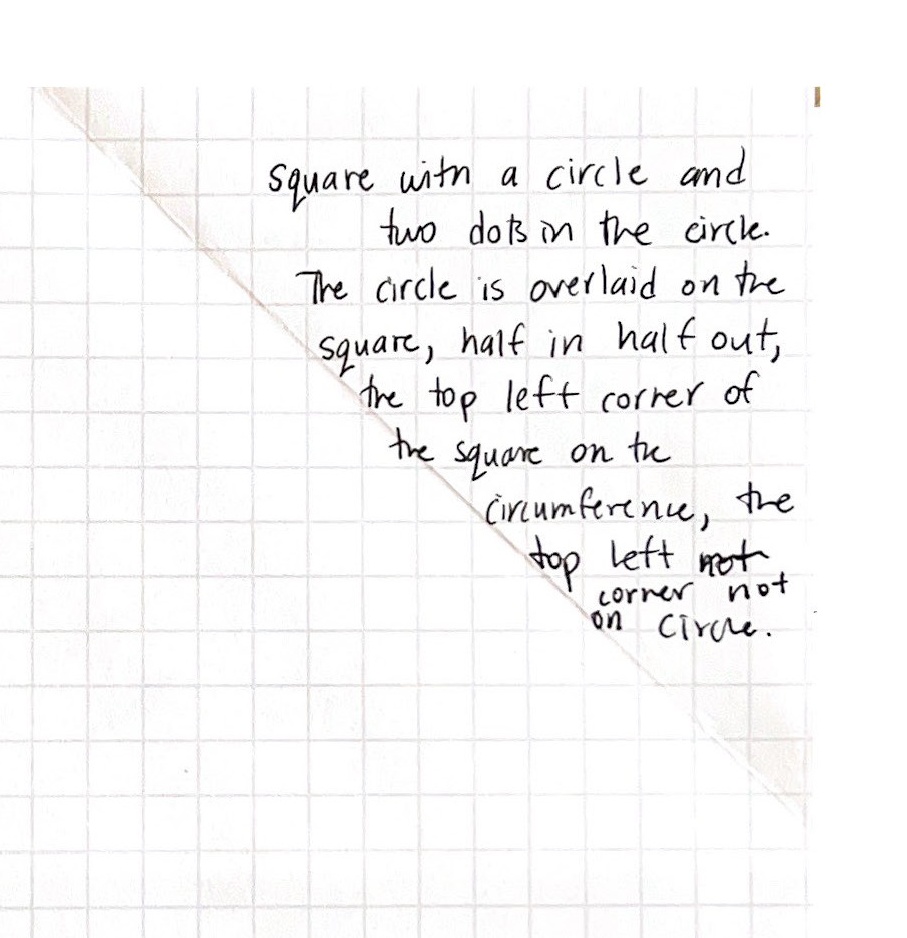 square with a circle and
two dots in the circle.
The circle is overlaid on the
square, half in half out,
the top left corner of
the square on the
circumference, the
top left not
corner not
on circle.